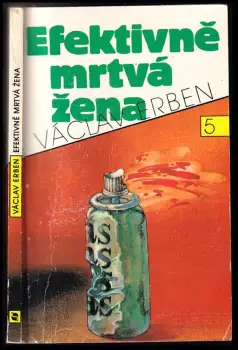 VÁCLAV ERBEN EFEKTIVNĚ MRTVÁ ŽENA
Efektivně
mrtvá
žena
VÁCLAV ERBEN
5